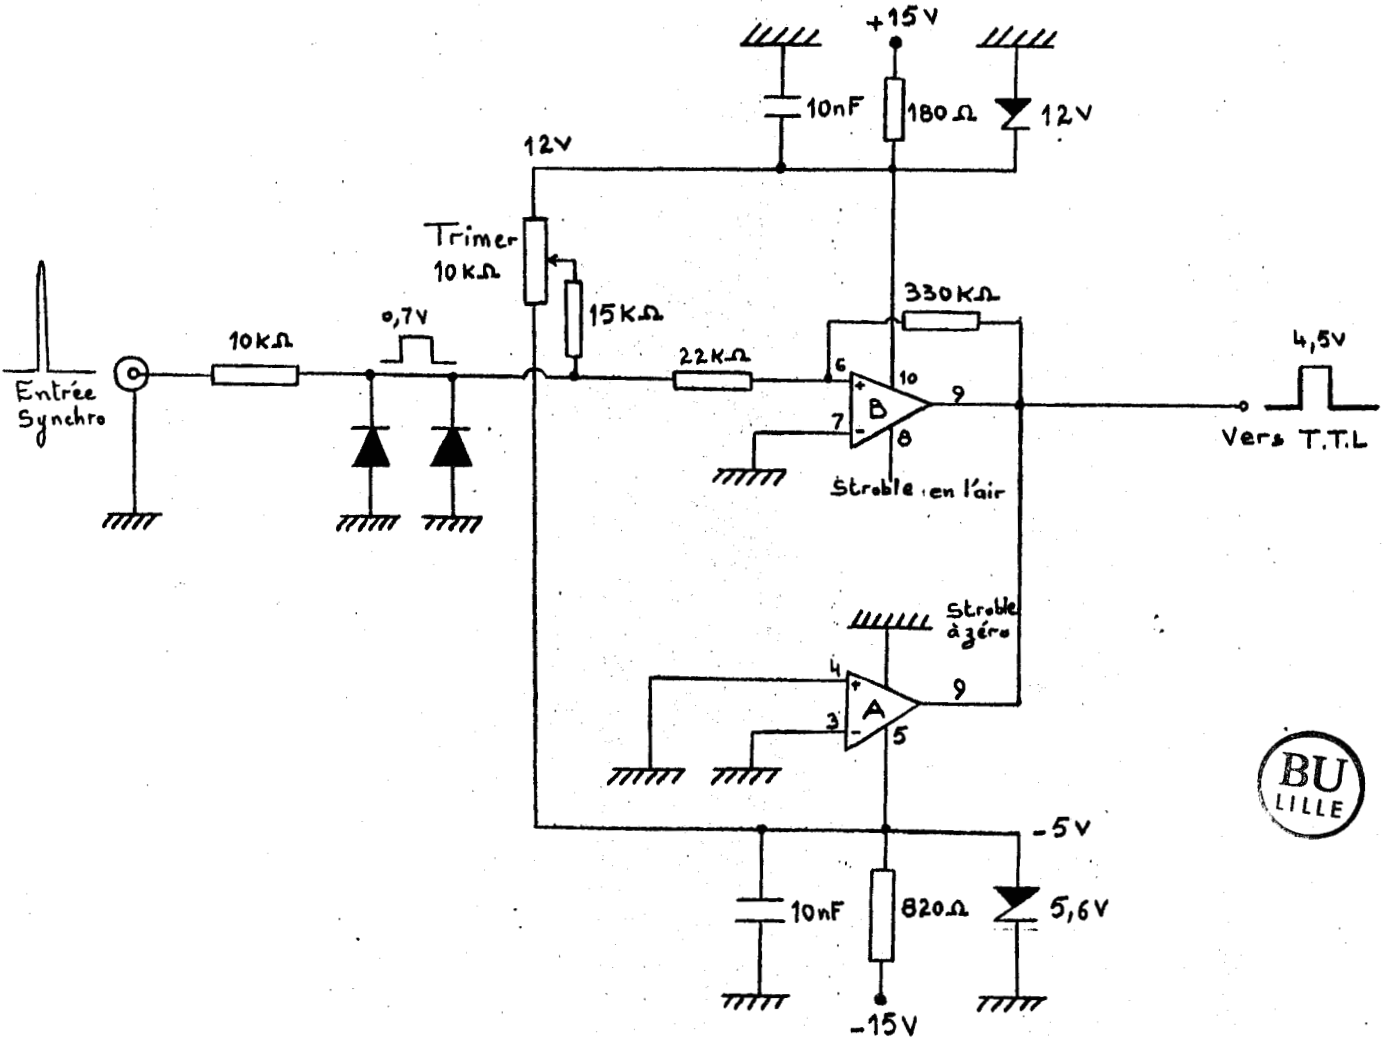 +15V
10nF
180Ω
12V
12V
Trimer
10KΩ
15KΩ
330KΩ
0,7V
10KΩ
22KΩ
Entrée
Synchro
6
+
10
B
9
7
-
8
4,5V
Vers T.T.L
Stroble en l'air
Stroble
à zéro
4
+
A
9
3
-
5
BU
LILLE
-5V
10nF
820Ω
5,6V
-15V